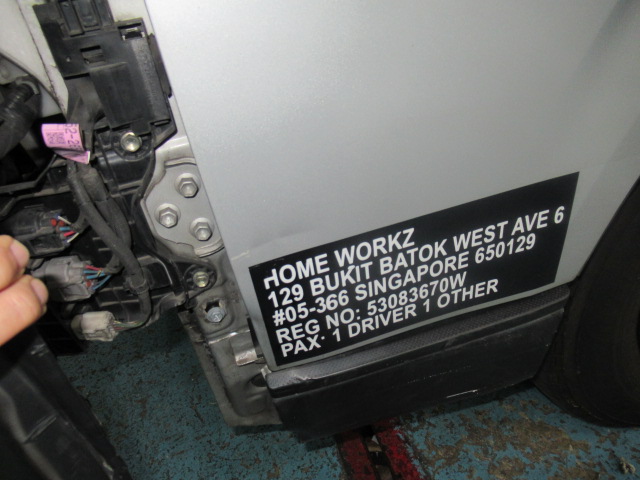 HOME WORKZ
129 BUKIT BATOK WEST AVE 6
#05-366 SINGAPORE 650129
REG NO: 53083670W
PAX: 1 DRIVER 1 OTHER